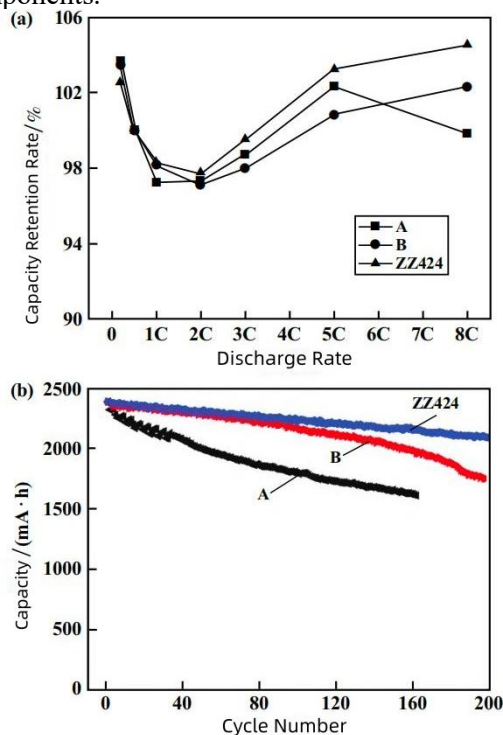 ponents.
(a)
Capacity Retention Rate/%
106
102
98
94
90
A
B
ZZ424
0 1C 2C 3C 4C 5C 6C 7C 8C
Discharge Rate
(b)
Capacity /(mA·h)
2500
2000
1500
1000
500
0
ZZ424
B
A
0 40 80 120 160 200
Cycle Number